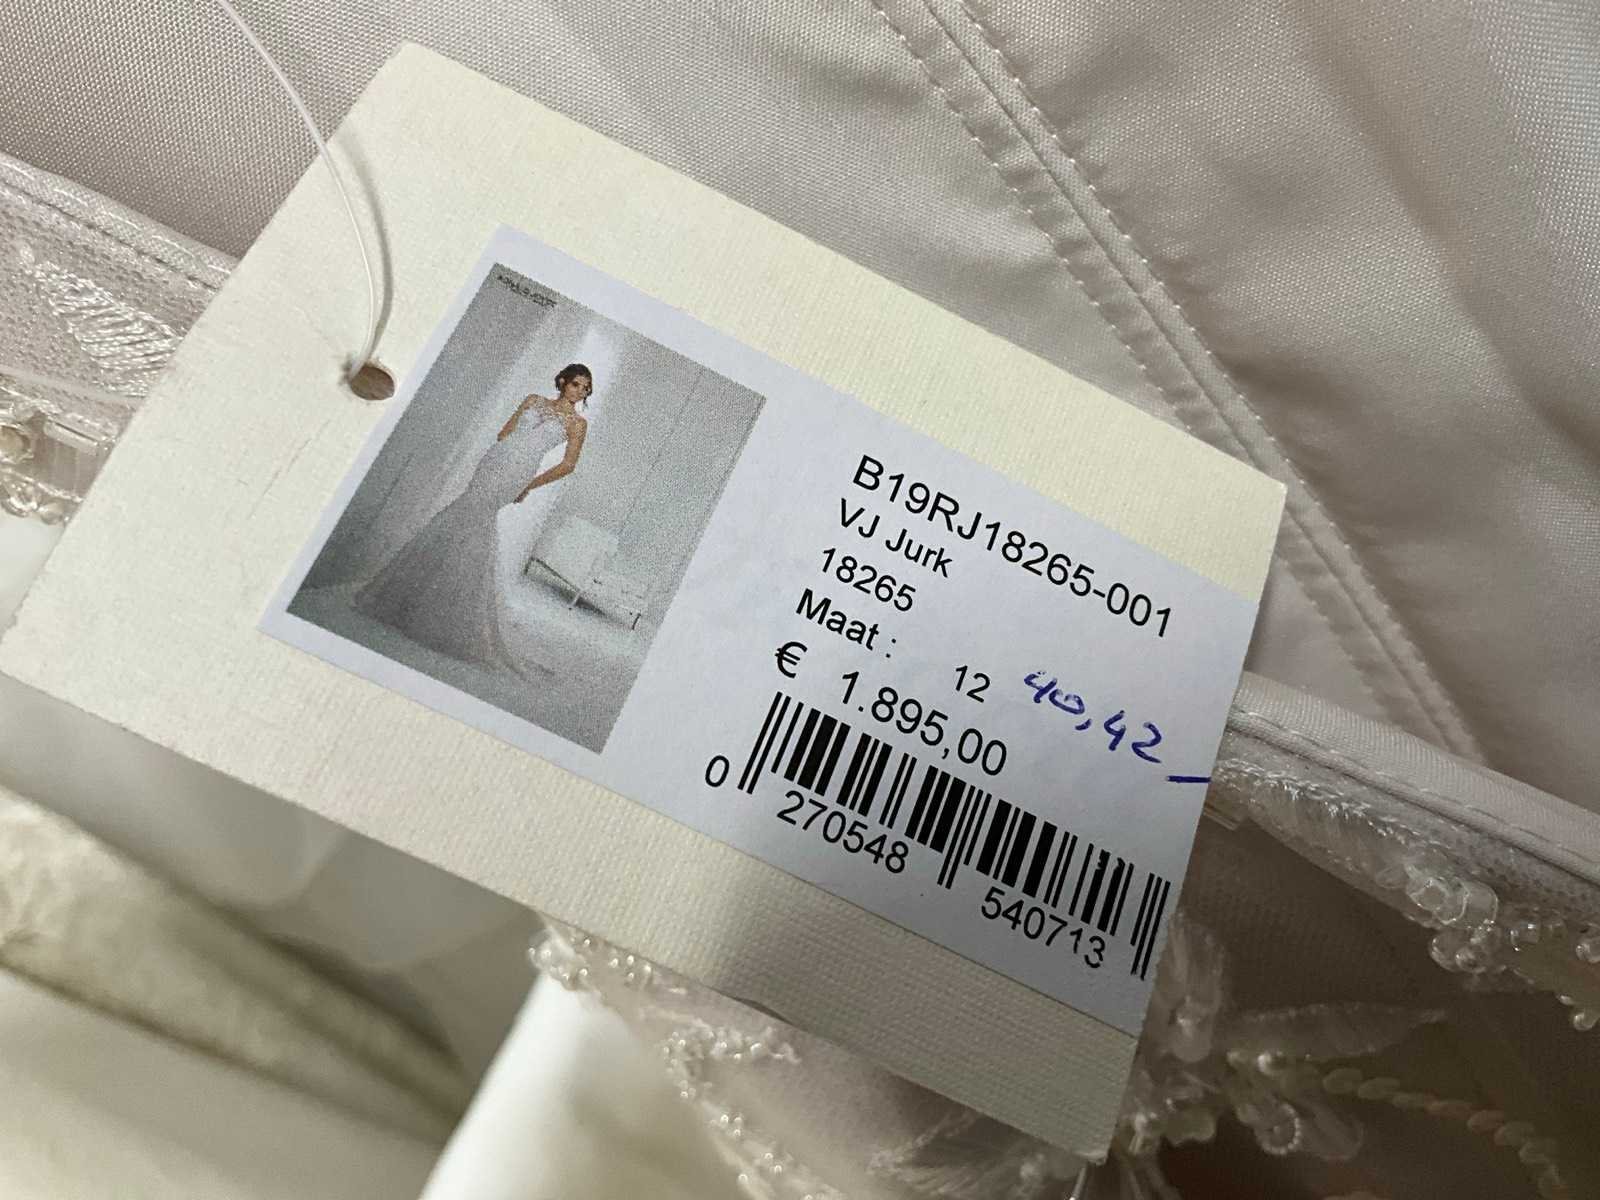 B19RJ18265-001
VJ Jurk
18265
Maat : 12 40,42
€ 1.895,00
0 270548 540713